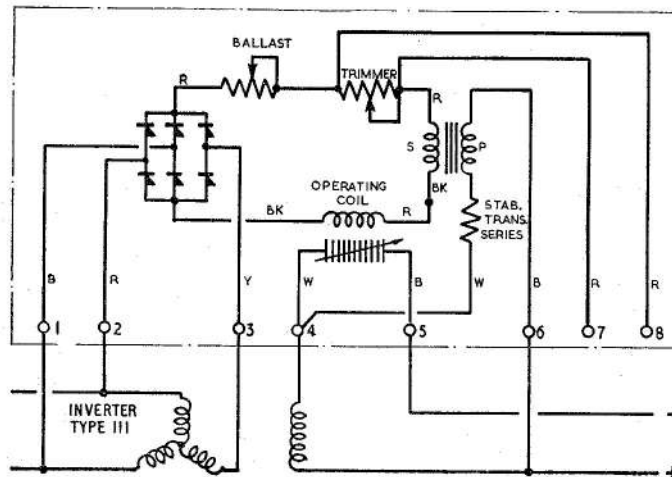 BALLAST
TRIMMER
R
R
S
P
OPERATING
COIL
BK
STAB.
TRANS.
SERIES
BK
R
B
R
Y
W
B
W
B
R
R
1
2
3
4
5
6
7
8
INVERTER
TYPE III